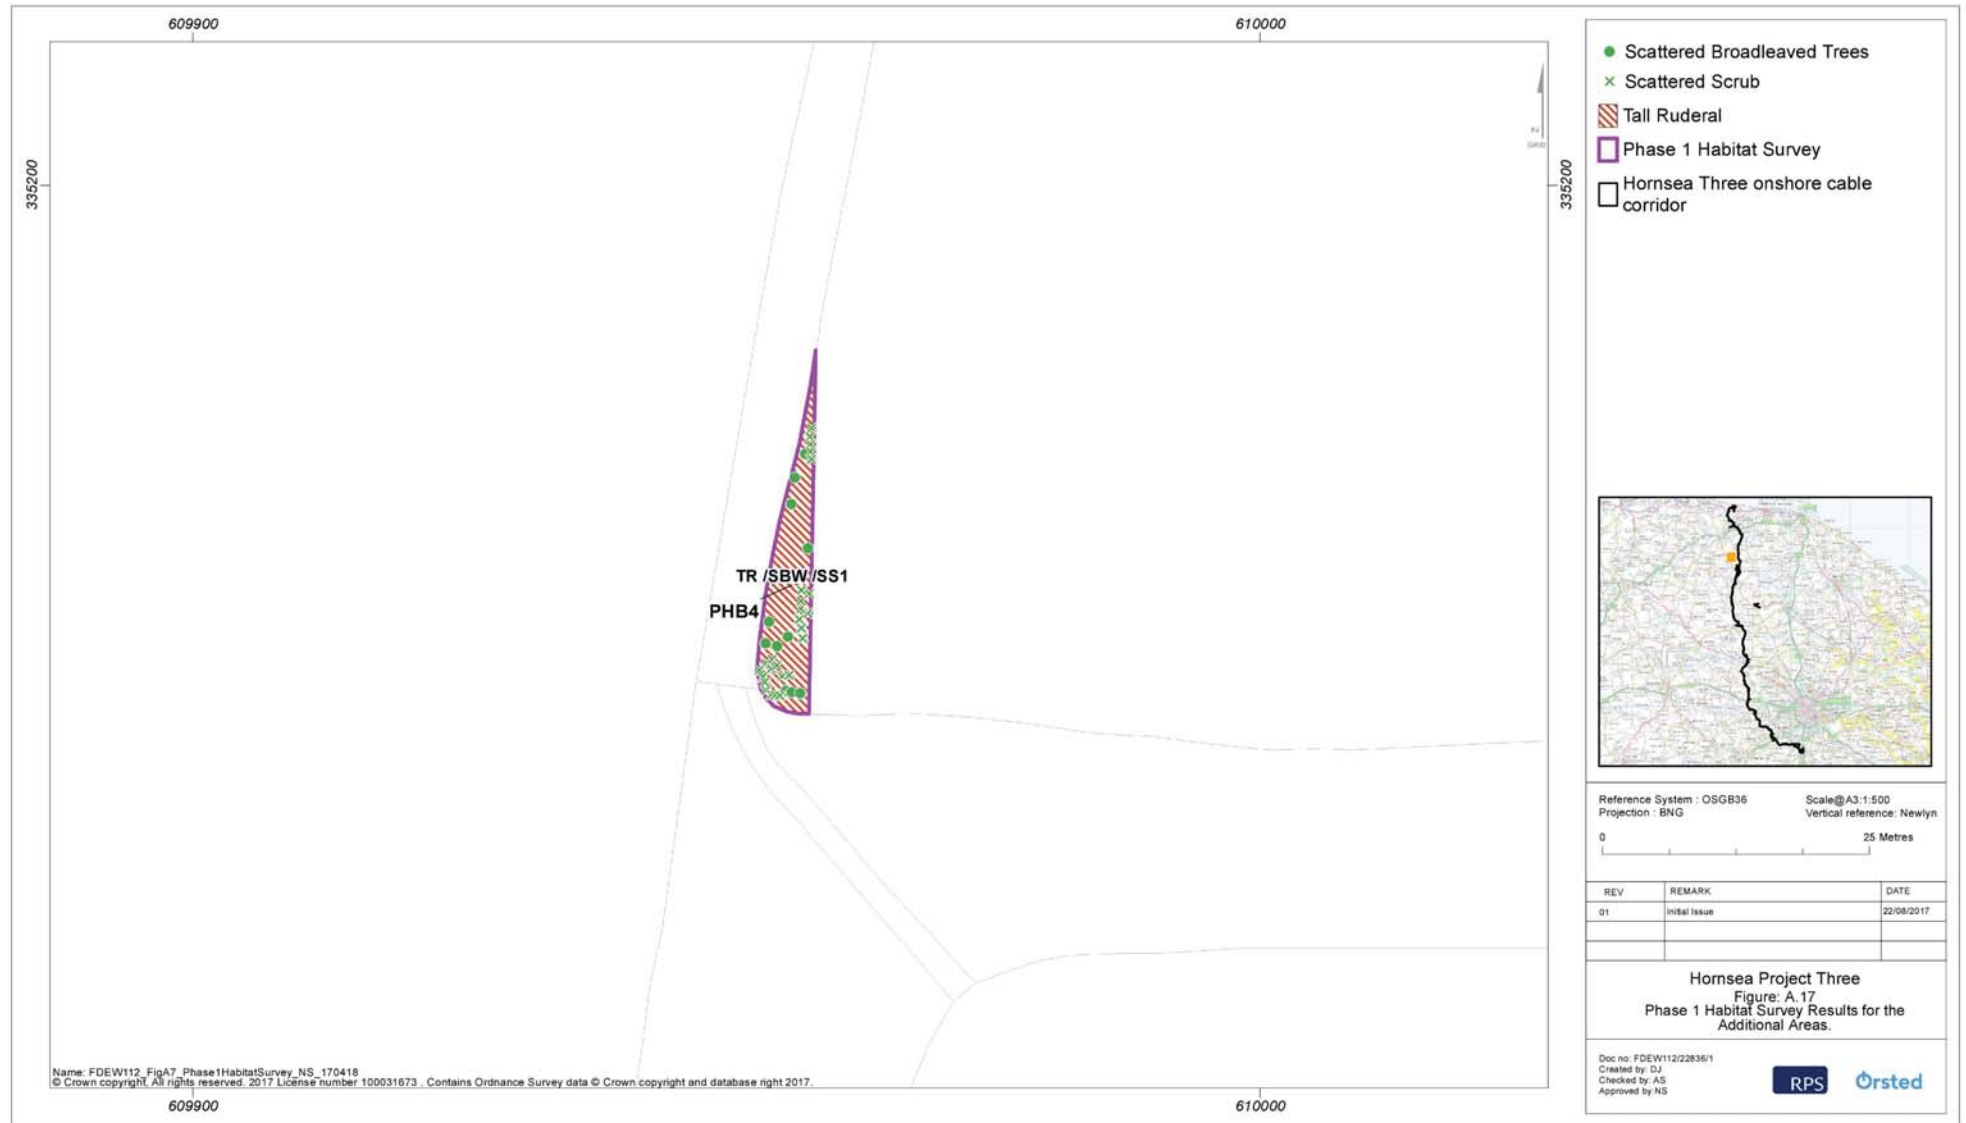 609900
610000
335200
335200
N
GRID
TR /SBW /SS1
PHB4
Scattered Broadleaved Trees
Scattered Scrub
Tall Ruderal
Phase 1 Habitat Survey
Hornsea Three onshore cable
corridor
Reference System : OSGB36
Scale@A3:1:500
Projection : BNG
Vertical reference: Newlyn
0
25 Metres
REV
REMARK
DATE
01
Initial Issue
22/08/2017
Hornsea Project Three
Figure: A.17
Phase 1 Habitat Survey Results for the
Additional Areas.
Doc no: FDEW112/22836/1
Created by: DJ
Checked by: AS
Approved by: NS
RPS
Ørsted
Name: FDEW112_FigA7_Phase1HabitatSurvey_NS_170418
© Crown copyright, All rights reserved. 2017 License number 100031673 . Contains Ordnance Survey data © Crown copyright and database right 2017.
609900
610000